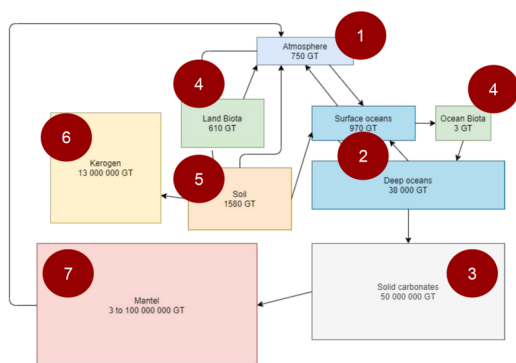 1
Atmosphere
750 GT
4
Land Biota
610 GT
4
Surface oceans
970 GT
Ocean Biota
3 GT
6
Kerogen
13 000 000 GT
2
5
Soil
1580 GT
Deep oceans
38 000 GT
7
Mantel
3 to 100 000 000 GT
3
Solid carbonates
50 000 000 GT